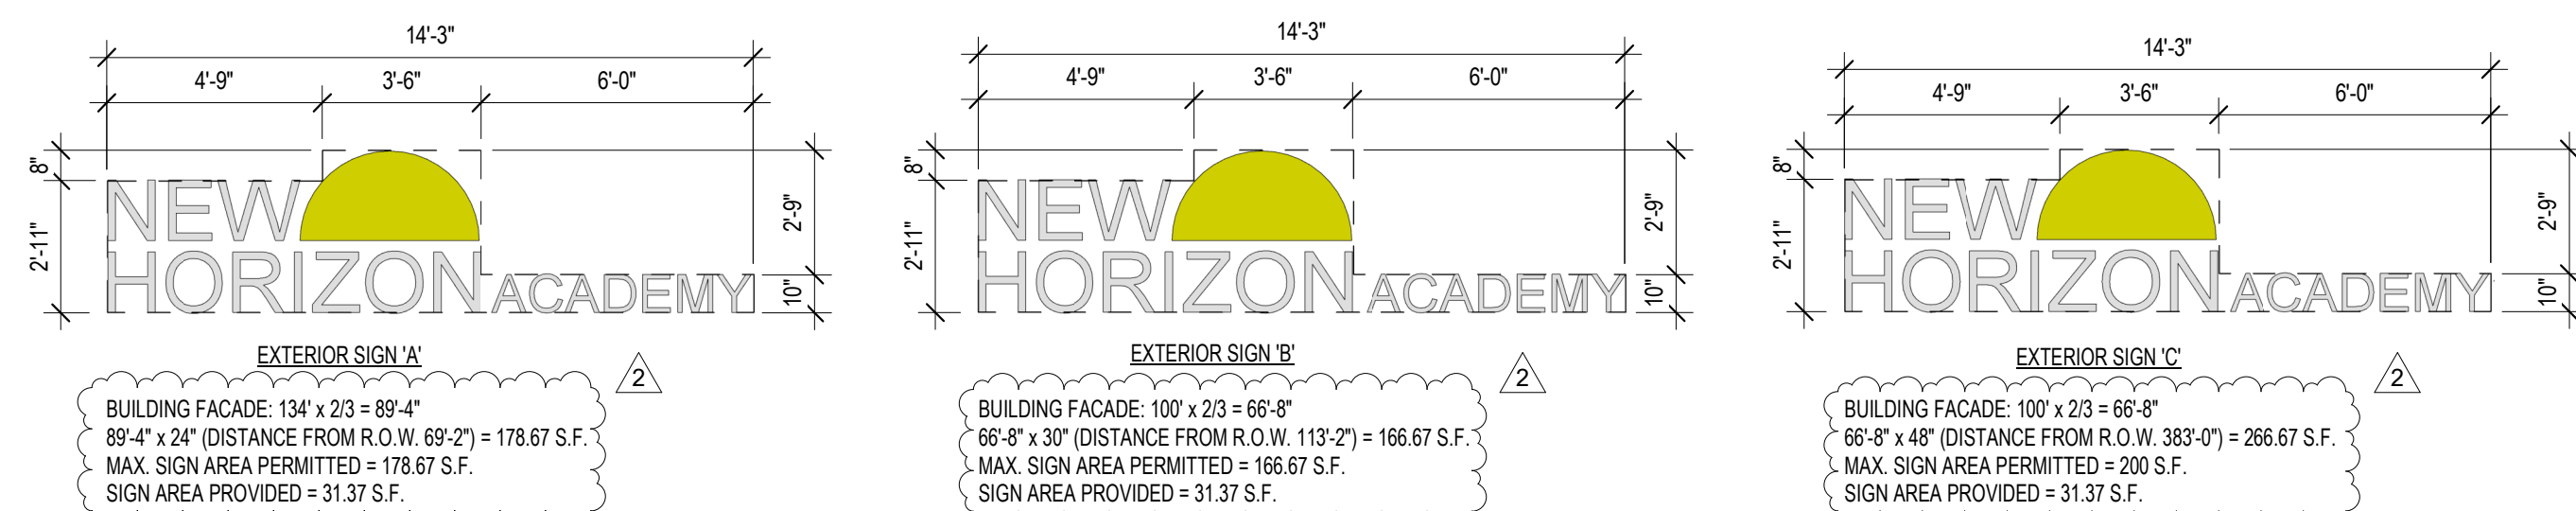 14'-3"
4'-9" 3'-6" 6'-0"
8"
2'-11"
2'-9"
10"
NEW
HORIZON ACADEMY
EXTERIOR SIGN 'A'
2
BUILDING FACADE: 134' x 2/3 = 89'-4"
89'-4" x 24" (DISTANCE FROM R.O.W. 69'-2") = 178.67 S.F.
MAX. SIGN AREA PERMITTED = 178.67 S.F.
SIGN AREA PROVIDED = 31.37 S.F.
14'-3"
4'-9" 3'-6" 6'-0"
8"
2'-11"
2'-9"
10"
NEW
HORIZON ACADEMY
EXTERIOR SIGN 'B'
2
BUILDING FACADE: 100' x 2/3 = 66'-8"
66'-8" x 30" (DISTANCE FROM R.O.W. 113'-2") = 166.67 S.F.
MAX. SIGN AREA PERMITTED = 166.67 S.F.
SIGN AREA PROVIDED = 31.37 S.F.
14'-3"
4'-9" 3'-6" 6'-0"
8"
2'-11"
2'-9"
10"
NEW
HORIZON ACADEMY
EXTERIOR SIGN 'C'
2
BUILDING FACADE: 100' x 2/3 = 66'-8"
66'-8" x 48" (DISTANCE FROM R.O.W. 383'-0") = 266.67 S.F.
MAX. SIGN AREA PERMITTED = 200 S.F.
SIGN AREA PROVIDED = 31.37 S.F.